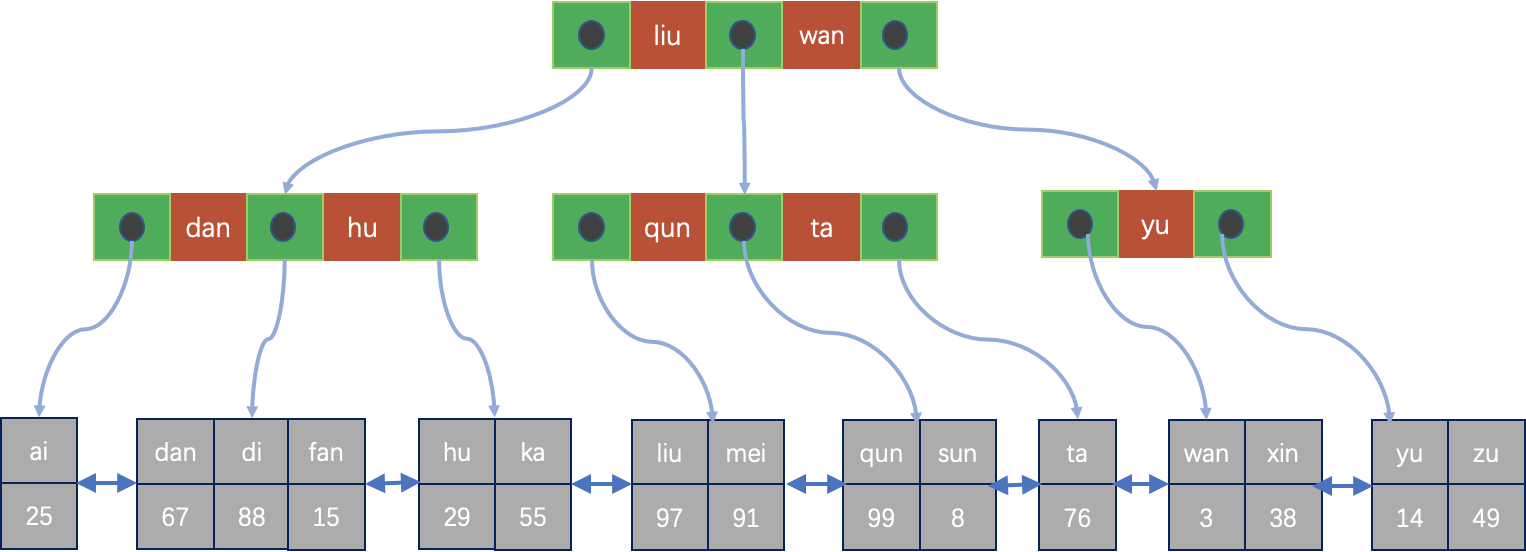 liu wan
dan hu qun ta yu
ai dan di fan hu ka liu mei qun sun ta wan xin yu zu
25 67 88 15 29 55 97 91 99 8 76 3 38 14 49